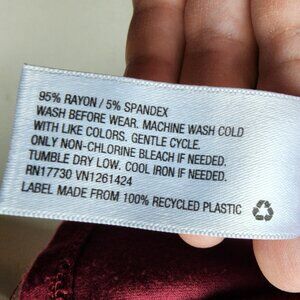 95% RAYON / 5% SPANDEX
WASH BEFORE WEAR. MACHINE WASH COLD
WITH LIKE COLORS. GENTLE CYCLE.
ONLY NON-CHLORINE BLEACH IF NEEDED.
TUMBLE DRY LOW. COOL IRON IF NEEDED.
RN17730 VN1261424
LABEL MADE FROM 100% RECYCLED PLASTIC